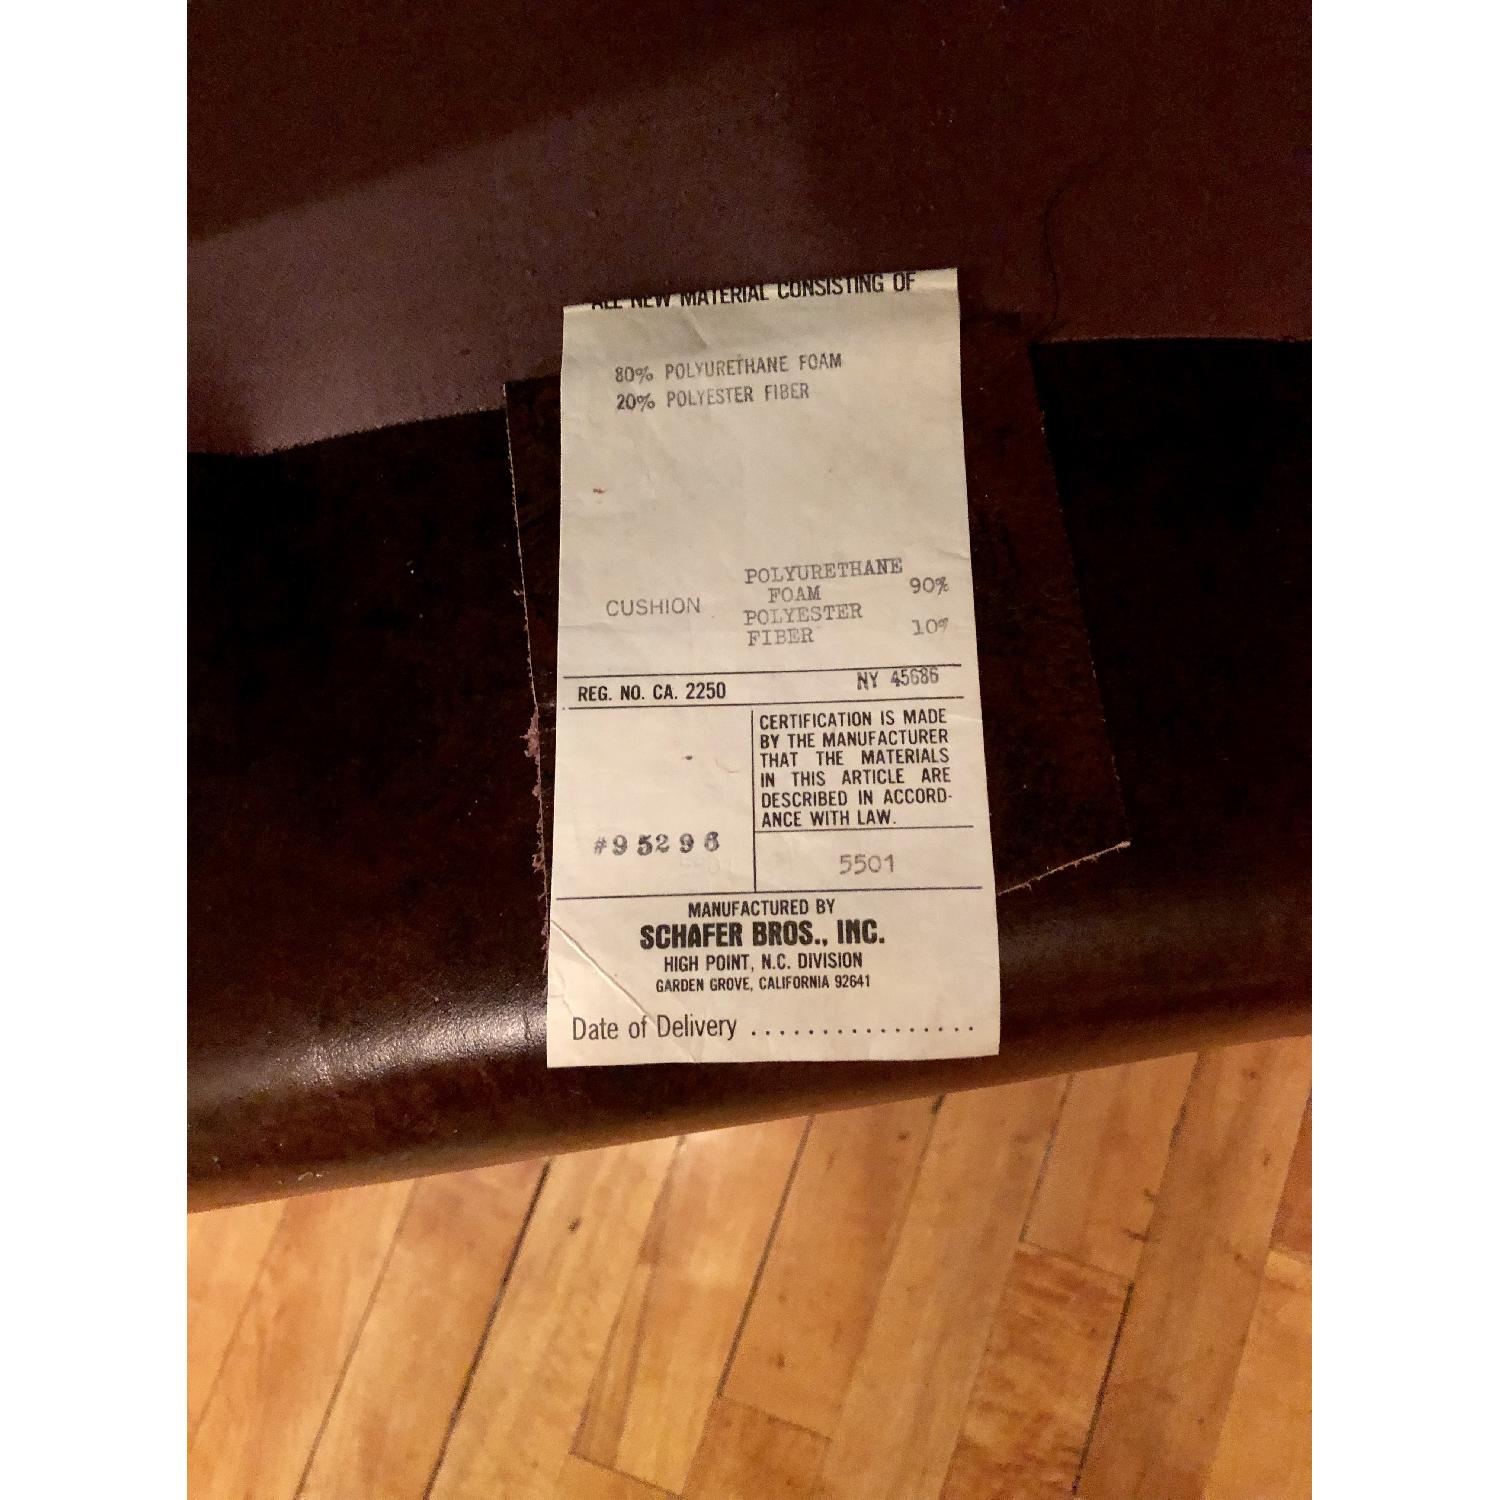 ALL NEW MATERIAL CONSISTING OF
80% POLYURETHANE FOAM
20% POLYESTER FIBER
CUSHION
POLYURETHANE
FOAM 90%
POLYESTER
FIBER 10%
REG. NO. CA. 2250
NY 45686
CERTIFICATION IS MADE
BY THE MANUFACTURER
THAT THE MATERIALS
IN THIS ARTICLE ARE
DESCRIBED IN ACCORD-
ANCE WITH LAW.
#95296
5501
MANUFACTURED BY
SCHAFER BROS., INC.
HIGH POINT, N.C. DIVISION
GARDEN GROVE, CALIFORNIA 92641
Date of Delivery ................